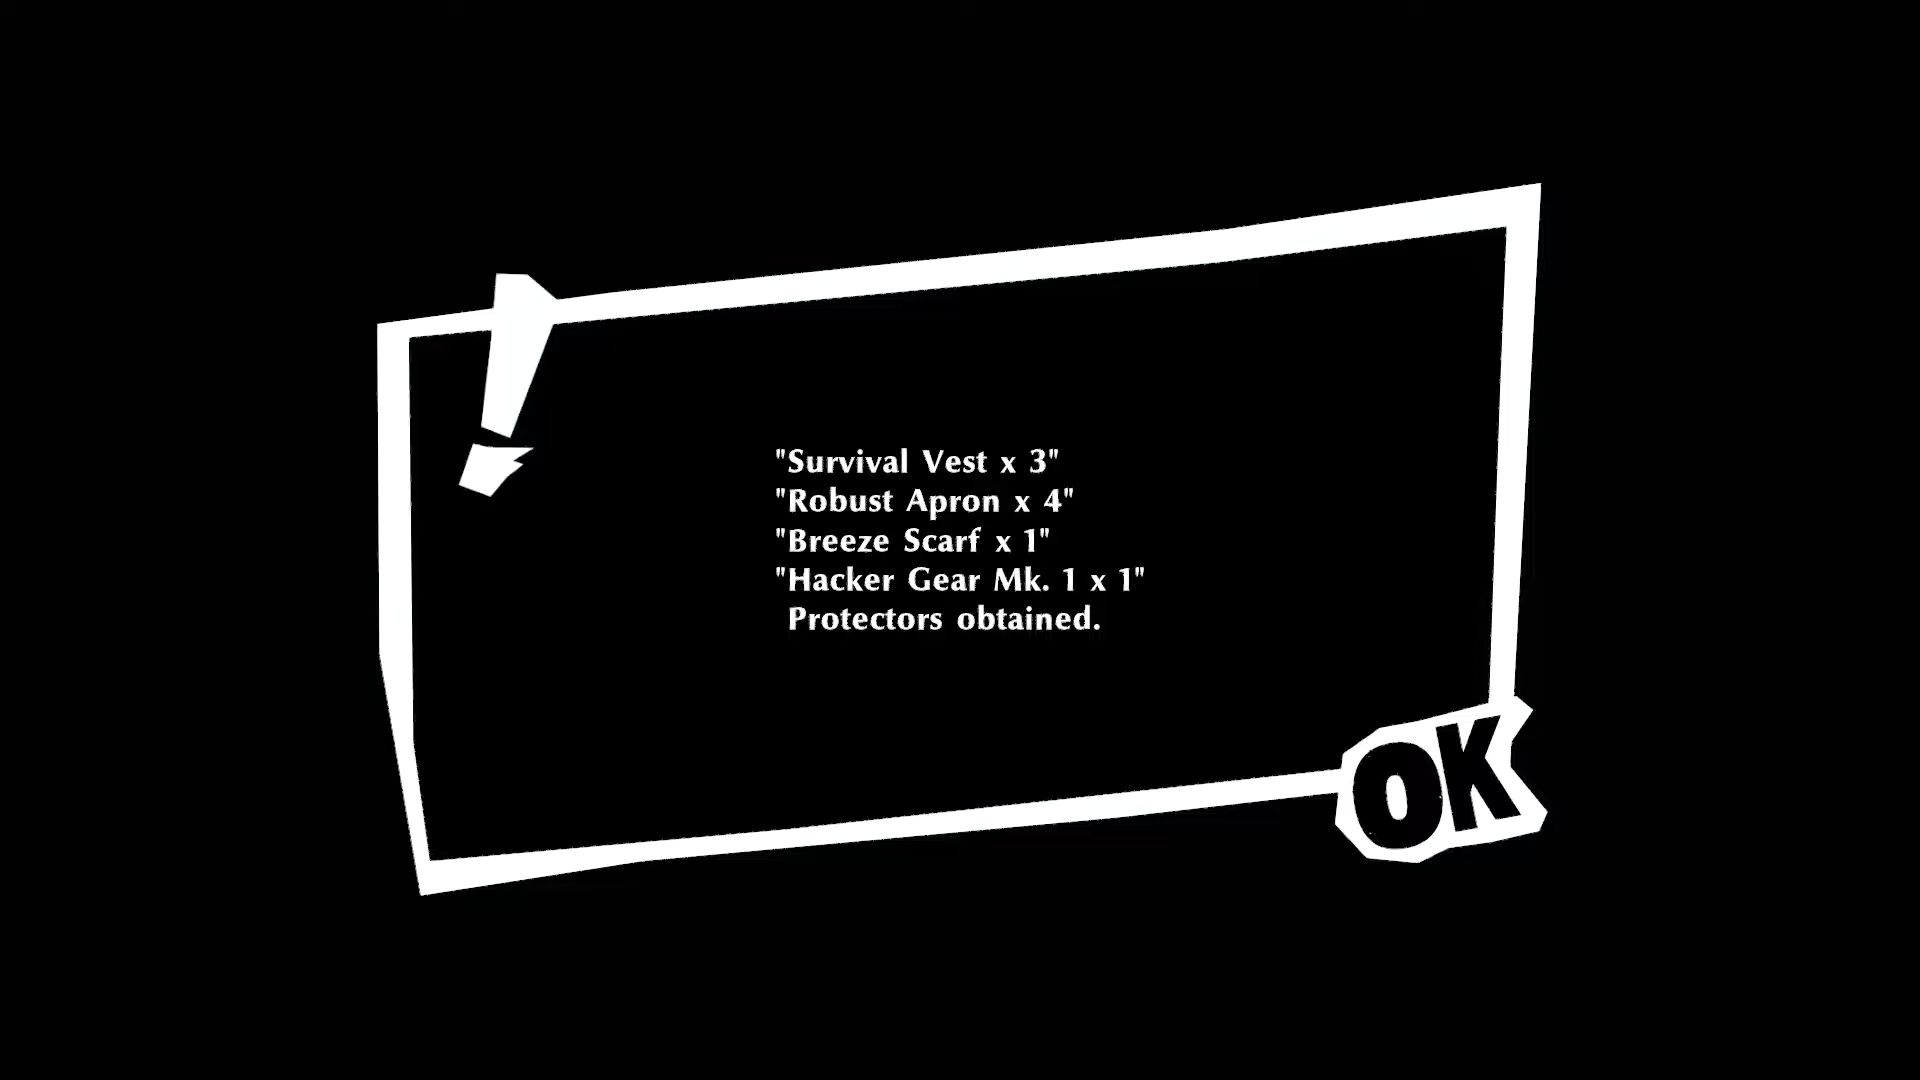 "Survival Vest x 3"
"Robust Apron x 4"
"Breeze Scarf x 1"
"Hacker Gear Mk. 1 x 1"
Protectors obtained.
OK